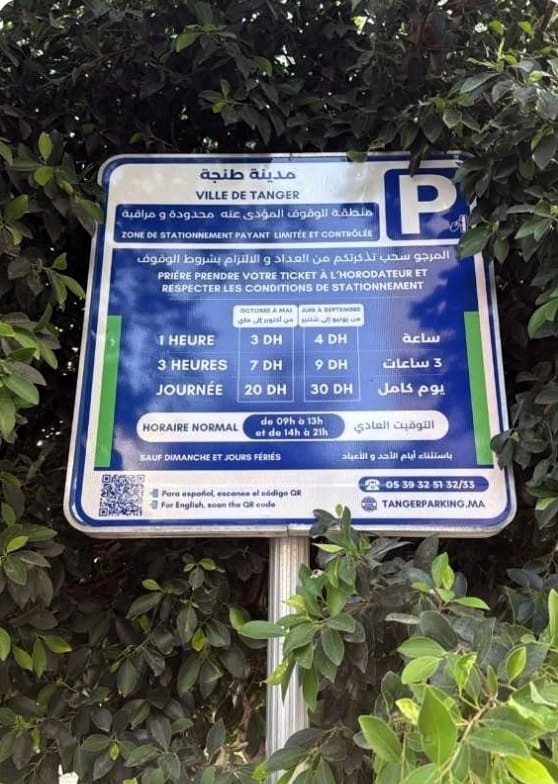 مدينة طنجة
VILLE DE TANGER
P
منطقة للوقوف المؤدى عنه محدودة و مراقبة
ZONE DE STATIONNEMENT PAYANT LIMITÉE ET CONTRÔLÉE
المرجو سحب تذكرتكم من العداد و الالتزام بشروط الوقوف
PRIÈRE PRENDRE VOTRE TICKET À L'HORODATEUR ET
RESPECTER LES CONDITIONS DE STATIONNEMENT
OCTOBRE À MAI JUIN À SEPTEMBRE
من أكتوبر إلى ماي من يونيو إلى شتنبر
1 HEURE 3 DH 4 DH ساعة
3 HEURES 7 DH 9 DH 3 ساعات
JOURNÉE 20 DH 30 DH يوم كامل
HORAIRE NORMAL de 09h à 13h et de 14h à 21h التوقيت العادي
SAUF DIMANCHE ET JOURS FÉRIÉS باستثناء أيام الأحد و الأعياد
Para español, escanee el código QR
For English, scan the QR code
05 39 32 51 32/33
TANGERPARKING.MA